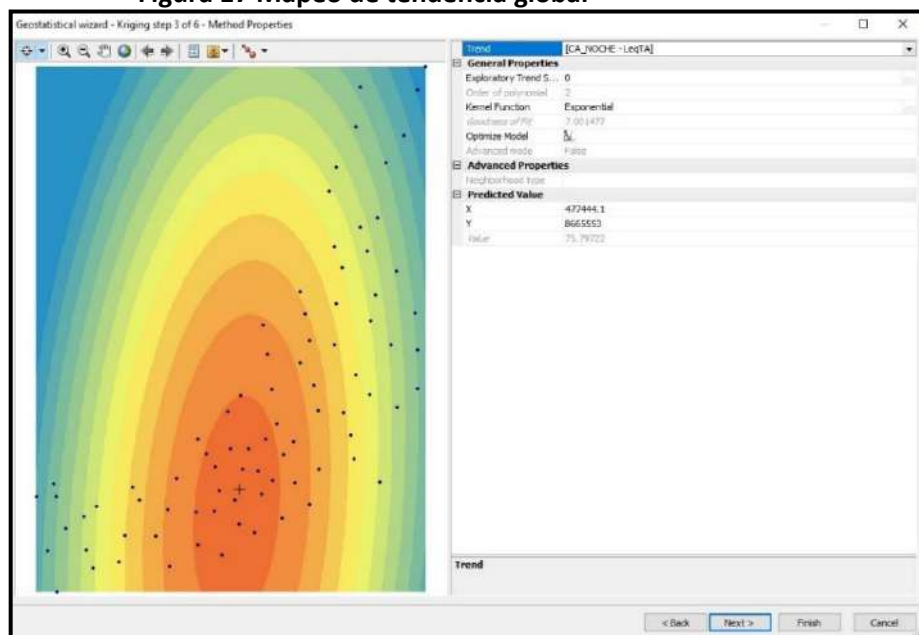 Figura 17 Mapeo de tendencia global
Geostatistical wizard - Kriging step 3 of 6 - Method Properties
Trend [CA_NOCHE - LeqTA]
General Properties
Exploratory Trend S... 0
Order of polynomial 2
Kernel Function Exponential
Goodness of Fit 7.001477
Optimize Model
Advanced mode False
Advanced Properties
Neighborhood type
Predicted Value
X 477444.1
Y 8665553
Value 75.79722
Trend
< Back Next > Finish Cancel